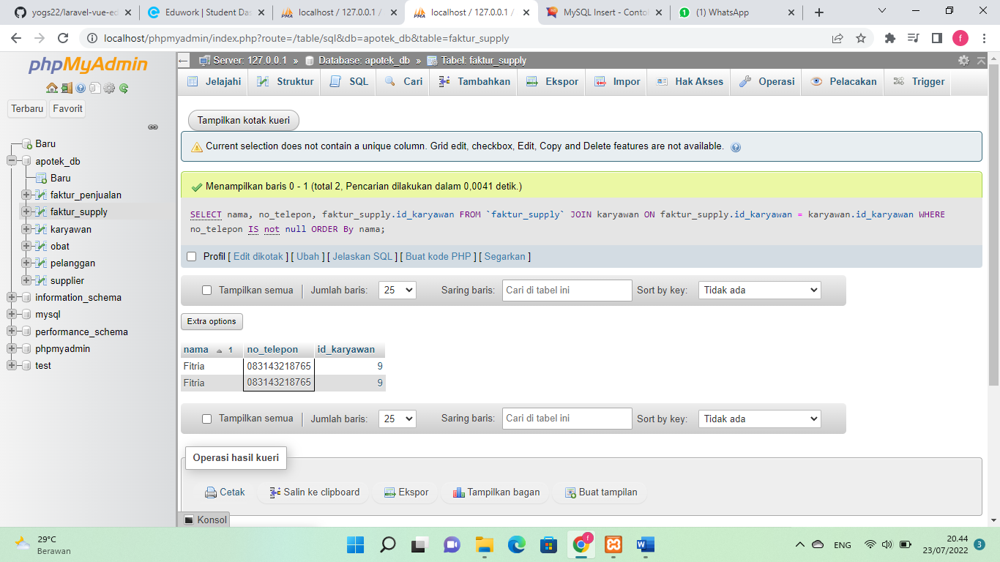 yogs22/laravel-vue-ed
Eduwork | Student Das
localhost / 127.0.0.1 /
localhost / 127.0.0.1 /
MySQL Insert - Contoh
(1) WhatsApp
localhost/phpmyadmin/index.php?route=/table/sql&db=apotek_db&table=faktur_supply
f
phpMyAdmin
Terbaru Favorit
Baru
apotek_db
Baru
faktur_penjualan
faktur_supply
karyawan
obat
pelanggan
supplier
information_schema
mysql
performance_schema
phpmyadmin
test
Server: 127.0.0.1 » Database: apotek_db » Tabel: faktur_supply
Jelajahi Struktur SQL Cari Tambahkan Ekspor Impor Hak Akses Operasi Pelacakan Trigger
Tampilkan kotak kueri
Current selection does not contain a unique column. Grid edit, checkbox, Edit, Copy and Delete features are not available.
Menampilkan baris 0 - 1 (total 2, Pencarian dilakukan dalam 0,0041 detik.)
SELECT nama, no_telepon, faktur_supply.id_karyawan FROM `faktur_supply` JOIN karyawan ON faktur_supply.id_karyawan = karyawan.id_karyawan WHERE
no_telepon IS not null ORDER By nama;
Profil [ Edit dikotak ] [ Ubah ] [ Jelaskan SQL ] [ Buat kode PHP ] [ Segarkan ]
Tampilkan semua | Jumlah baris: 25 Saring baris: Cari di tabel ini Sort by key: Tidak ada
Extra options
nama 1 no_telepon id_karyawan
Fitria 083143218765 9
Fitria 083143218765 9
Tampilkan semua | Jumlah baris: 25 Saring baris: Cari di tabel ini Sort by key: Tidak ada
Operasi hasil kueri
Cetak Salin ke clipboard Ekspor Tampilkan bagan Buat tampilan
Konsol
29°C
Berawan
f
ENG
20.44
23/07/2022
3